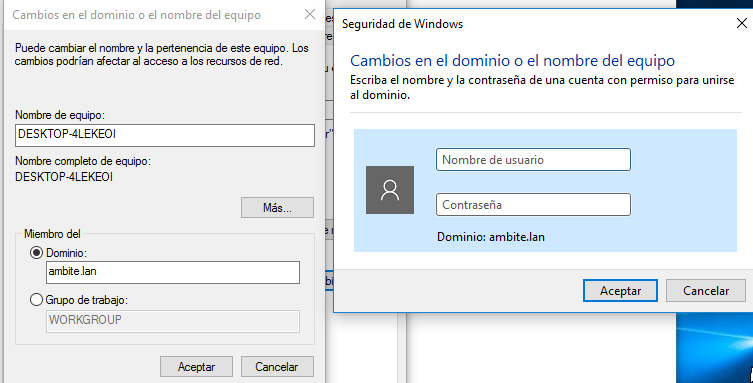 Cambios en el dominio o el nombre del equipo
Puede cambiar el nombre y la pertenencia de este equipo. Los
cambios podrían afectar al acceso a los recursos de red.
Nombre de equipo:
DESKTOP-4LEKEOI
Nombre completo de equipo:
DESKTOP-4LEKEOI
Más...
Miembro del
Dominio:
ambite.lan
Grupo de trabajo:
WORKGROUP
Aceptar
Cancelar
Seguridad de Windows
Cambios en el dominio o el nombre del equipo
Escriba el nombre y la contraseña de una cuenta con permiso para unirse
al dominio.
Nombre de usuario
Contraseña
Dominio: ambite.lan
Aceptar
Cancelar